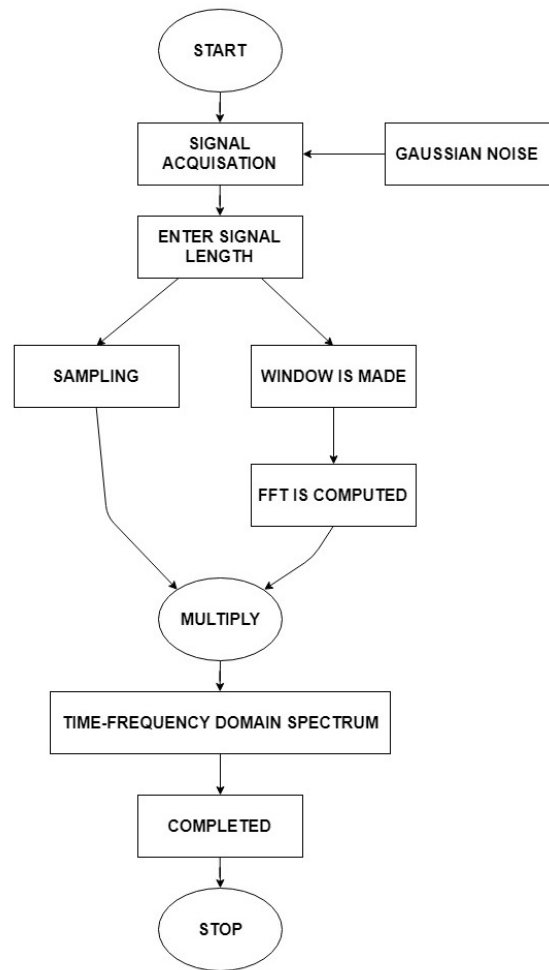 START
SIGNAL
ACQUISATION
GAUSSIAN NOISE
ENTER SIGNAL
LENGTH
SAMPLING
WINDOW IS MADE
FFT IS COMPUTED
MULTIPLY
TIME-FREQUENCY DOMAIN SPECTRUM
COMPLETED
STOP